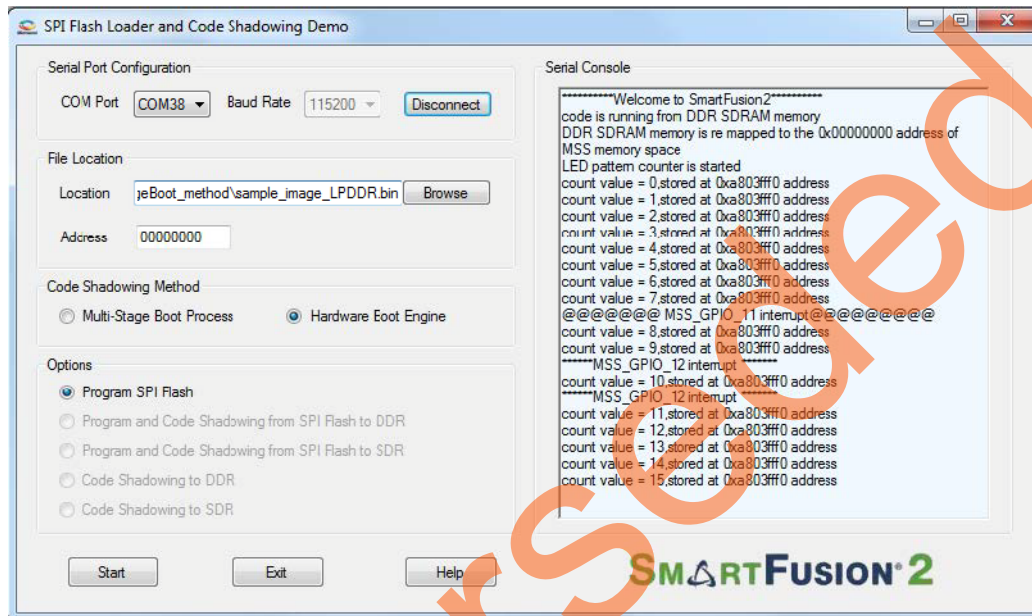 SPI Flash Loader and Code Shadowing Demo
Serial Port Configuration
COM Port COM38 Baud Rate 115200 Disconnect
File Location
Location geBoot_method\sample_image_LPDDR.bin Browse
Address 00000000
Code Shadowing Method
Multi-Stage Boot Process Hardware Boot Engine
Options
Program SPI Flash
Program and Code Shadowing from SPI Flash to DDR
Program and Code Shadowing from SPI Flash to SDR
Code Shadowing to DDR
Code Shadowing to SDR
Start Exit Help
Serial Console
**********Welcome to SmartFusion2**********
code is running from DDR SDRAM memory
DDR SDRAM memory is re mapped to the 0x00000000 address of
MSS memory space
LED pattern counter is started
count value = 0,stored at 0xa803fff0 address
count value = 1,stored at 0xa803fff0 address
count value = 2,stored at 0xa803fff0 address
count value = 3,stored at 0xa803fff0 address
count value = 4,stored at 0xa803fff0 address
count value = 5,stored at 0xa803fff0 address
count value = 6,stored at 0xa803fff0 address
count value = 7,stored at 0xa803fff0 address
@@@@@@@ MSS_GPIO_11 interrupt@@@@@@@@@
count value = 8,stored at 0xa803fff0 address
count value = 9,stored at 0xa803fff0 address
******MSS_GPIO_12 interrupt *******
count value = 10,stored at 0xa803fff0 address
******MSS_GPIO_12 interrupt *******
count value = 11,stored at 0xa803fff0 address
count value = 12,stored at 0xa803fff0 address
count value = 13,stored at 0xa803fff0 address
count value = 14,stored at 0xa803fff0 address
count value = 15,stored at 0xa803fff0 address
SMARTFUSION®2
rseded